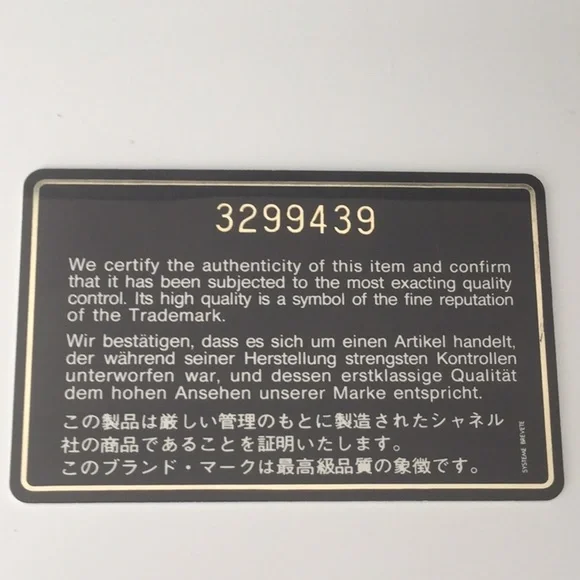 3299439
We certify the authenticity of this item and confirm
that it has been subjected to the most exacting quality
control. Its high quality is a symbol of the fine reputation
of the Trademark.
Wir bestätigen, dass es sich um einen Artikel handelt,
der während seiner Herstellung strengsten Kontrollen
unterworfen war, und dessen erstklassige Qualität
dem hohen Ansehen unserer Marke entspricht.
この製品は厳しい管理のもとに製造されたシャネル
社の商品であることを証明いたします。
このブランド・マークは最高級品質の象徴です。
SYSTEME BREVETE